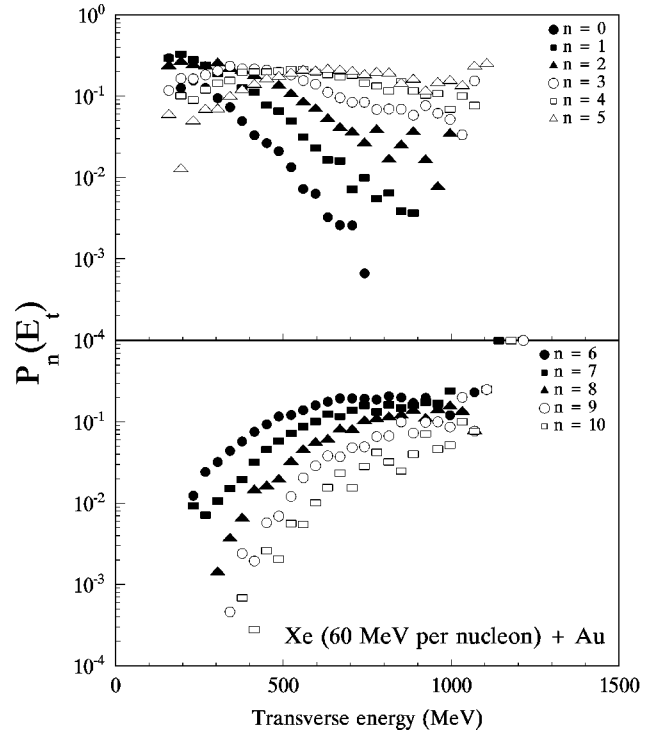 10^0
n = 0
n = 1
n = 2
n = 3
n = 4
n = 5
10^-1
10^-2
10^-3
10^-4
P_n(E_t)
n = 6
n = 7
n = 8
n = 9
n = 10
10^-1
10^-2
10^-3
10^-4
Xe (60 MeV per nucleon) + Au
0 500 1000 1500
Transverse energy (MeV)